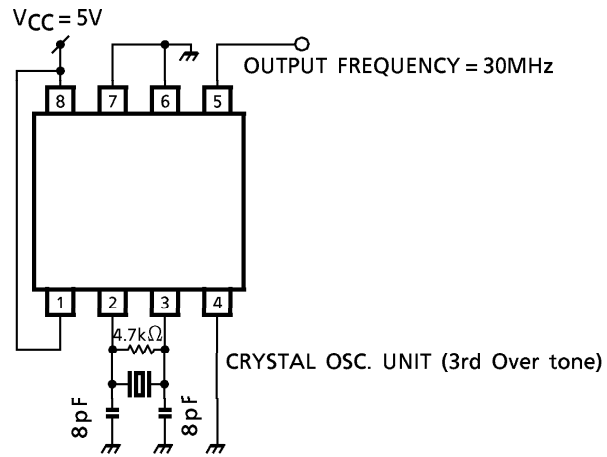 VCC = 5V
OUTPUT FREQUENCY = 30MHz
8 7 6 5
1 2 3 4
4.7kΩ
CRYSTAL OSC. UNIT (3rd Over tone)
8pF 8pF